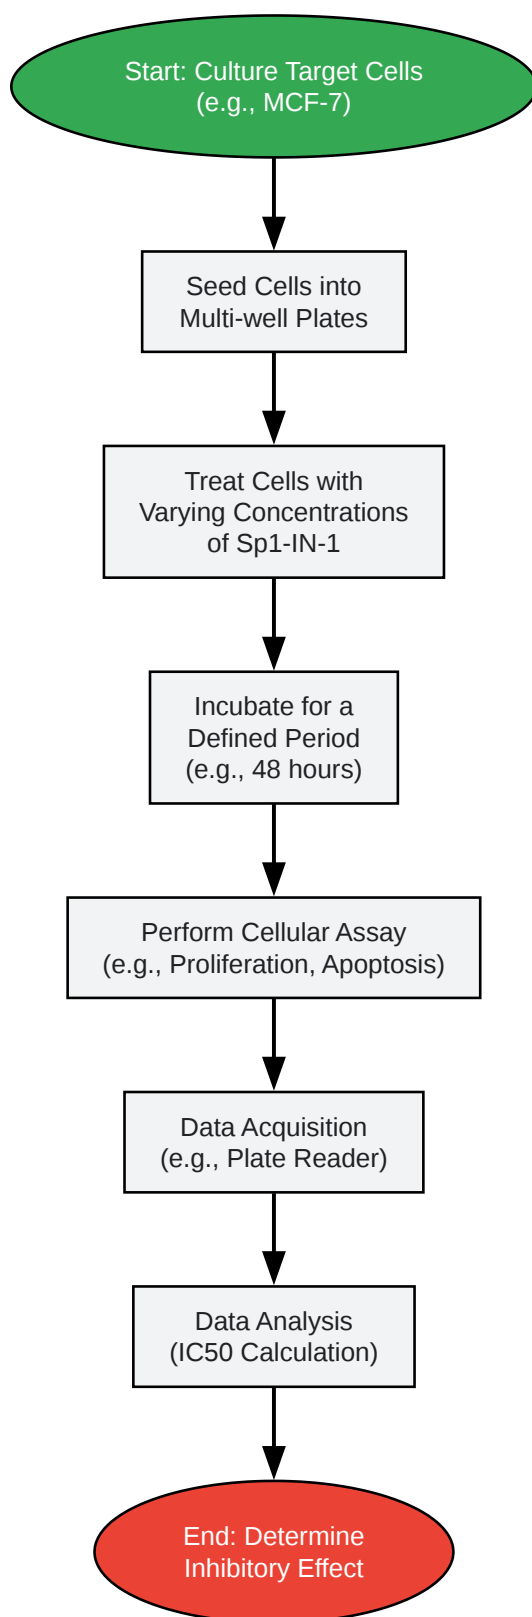 Start: Culture Target Cells
(e.g., MCF-7)
Seed Cells into
Multi-well Plates
Treat Cells with
Varying Concentrations
of Sp1-IN-1
Incubate for a
Defined Period
(e.g., 48 hours)
Perform Cellular Assay
(e.g., Proliferation, Apoptosis)
Data Acquisition
(e.g., Plate Reader)
Data Analysis
(IC50 Calculation)
End: Determine
Inhibitory Effect